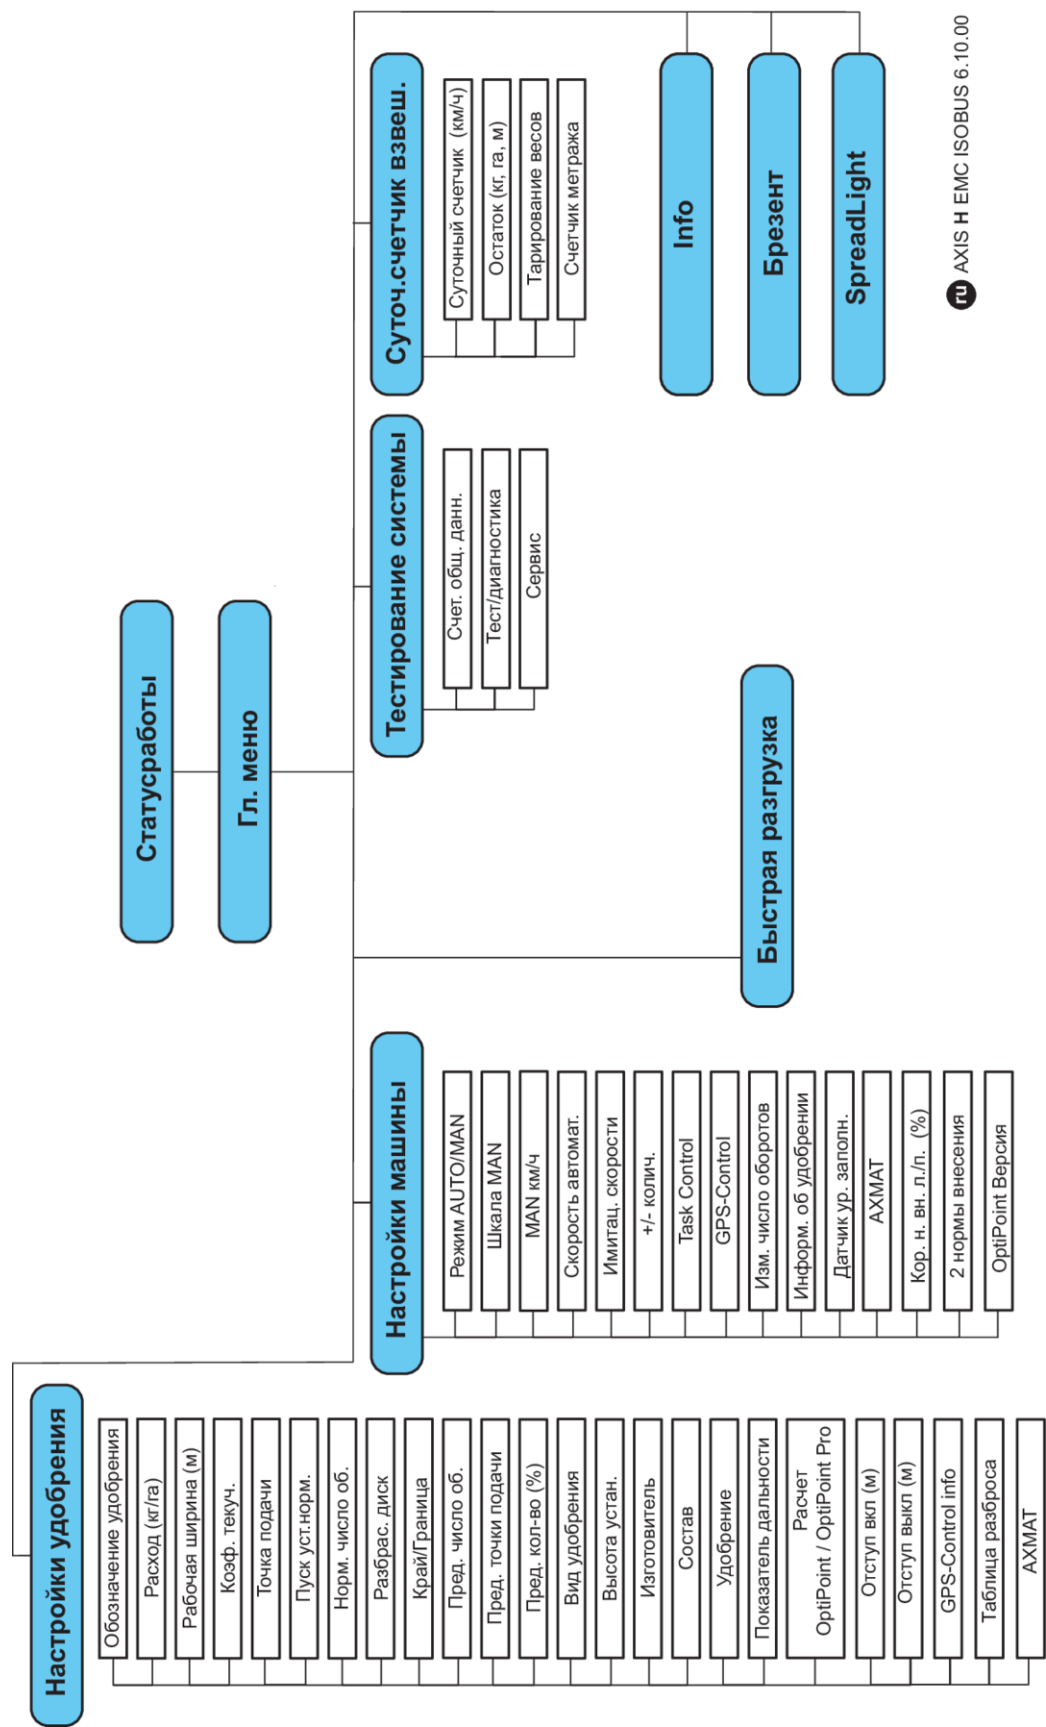 Статусработы
Гл. меню
Настройки удобрения
Обозначение удобрения
Расход (кг/га)
Рабочая ширина (м)
Коэф. текуч.
Точка подачи
Пуск уст.норм.
Норм. число об.
Разбрас. диск
Край/Граница
Пред. число об.
Пред. точки подачи
Пред. кол-во (%)
Вид удобрения
Высота устан.
Изготовитель
Состав
Удобрение
Показатель дальности
Расчет
OptiPoint / OptiPoint Pro
Отступ вкл (м)
Отступ выкл (м)
GPS-Control info
Таблица разброса
АХМАТ
Настройки машины
Режим AUTO/MAN
Шкала MAN
MAN км/ч
Скорость автомат.
Имитац. скорости
+/- колич.
Task Control
GPS-Control
Изм. число оборотов
Информ. об удобрении
Датчик ур. заполн.
АХМАТ
Кор. н. вн. л./п. (%)
2 нормы внесения
OptiPoint Версия
Быстрая разгрузка
Тестирование системы
Счет. общ. данн.
Тест/диагностика
Сервис
Суточ.счетчик взвеш.
Суточный счетчик (км/ч)
Остаток (кг, га, м)
Тарирование весов
Счетчик метража
Info
Брезент
SpreadLight
ru AXIS H EMC ISOBUS 6.10.00